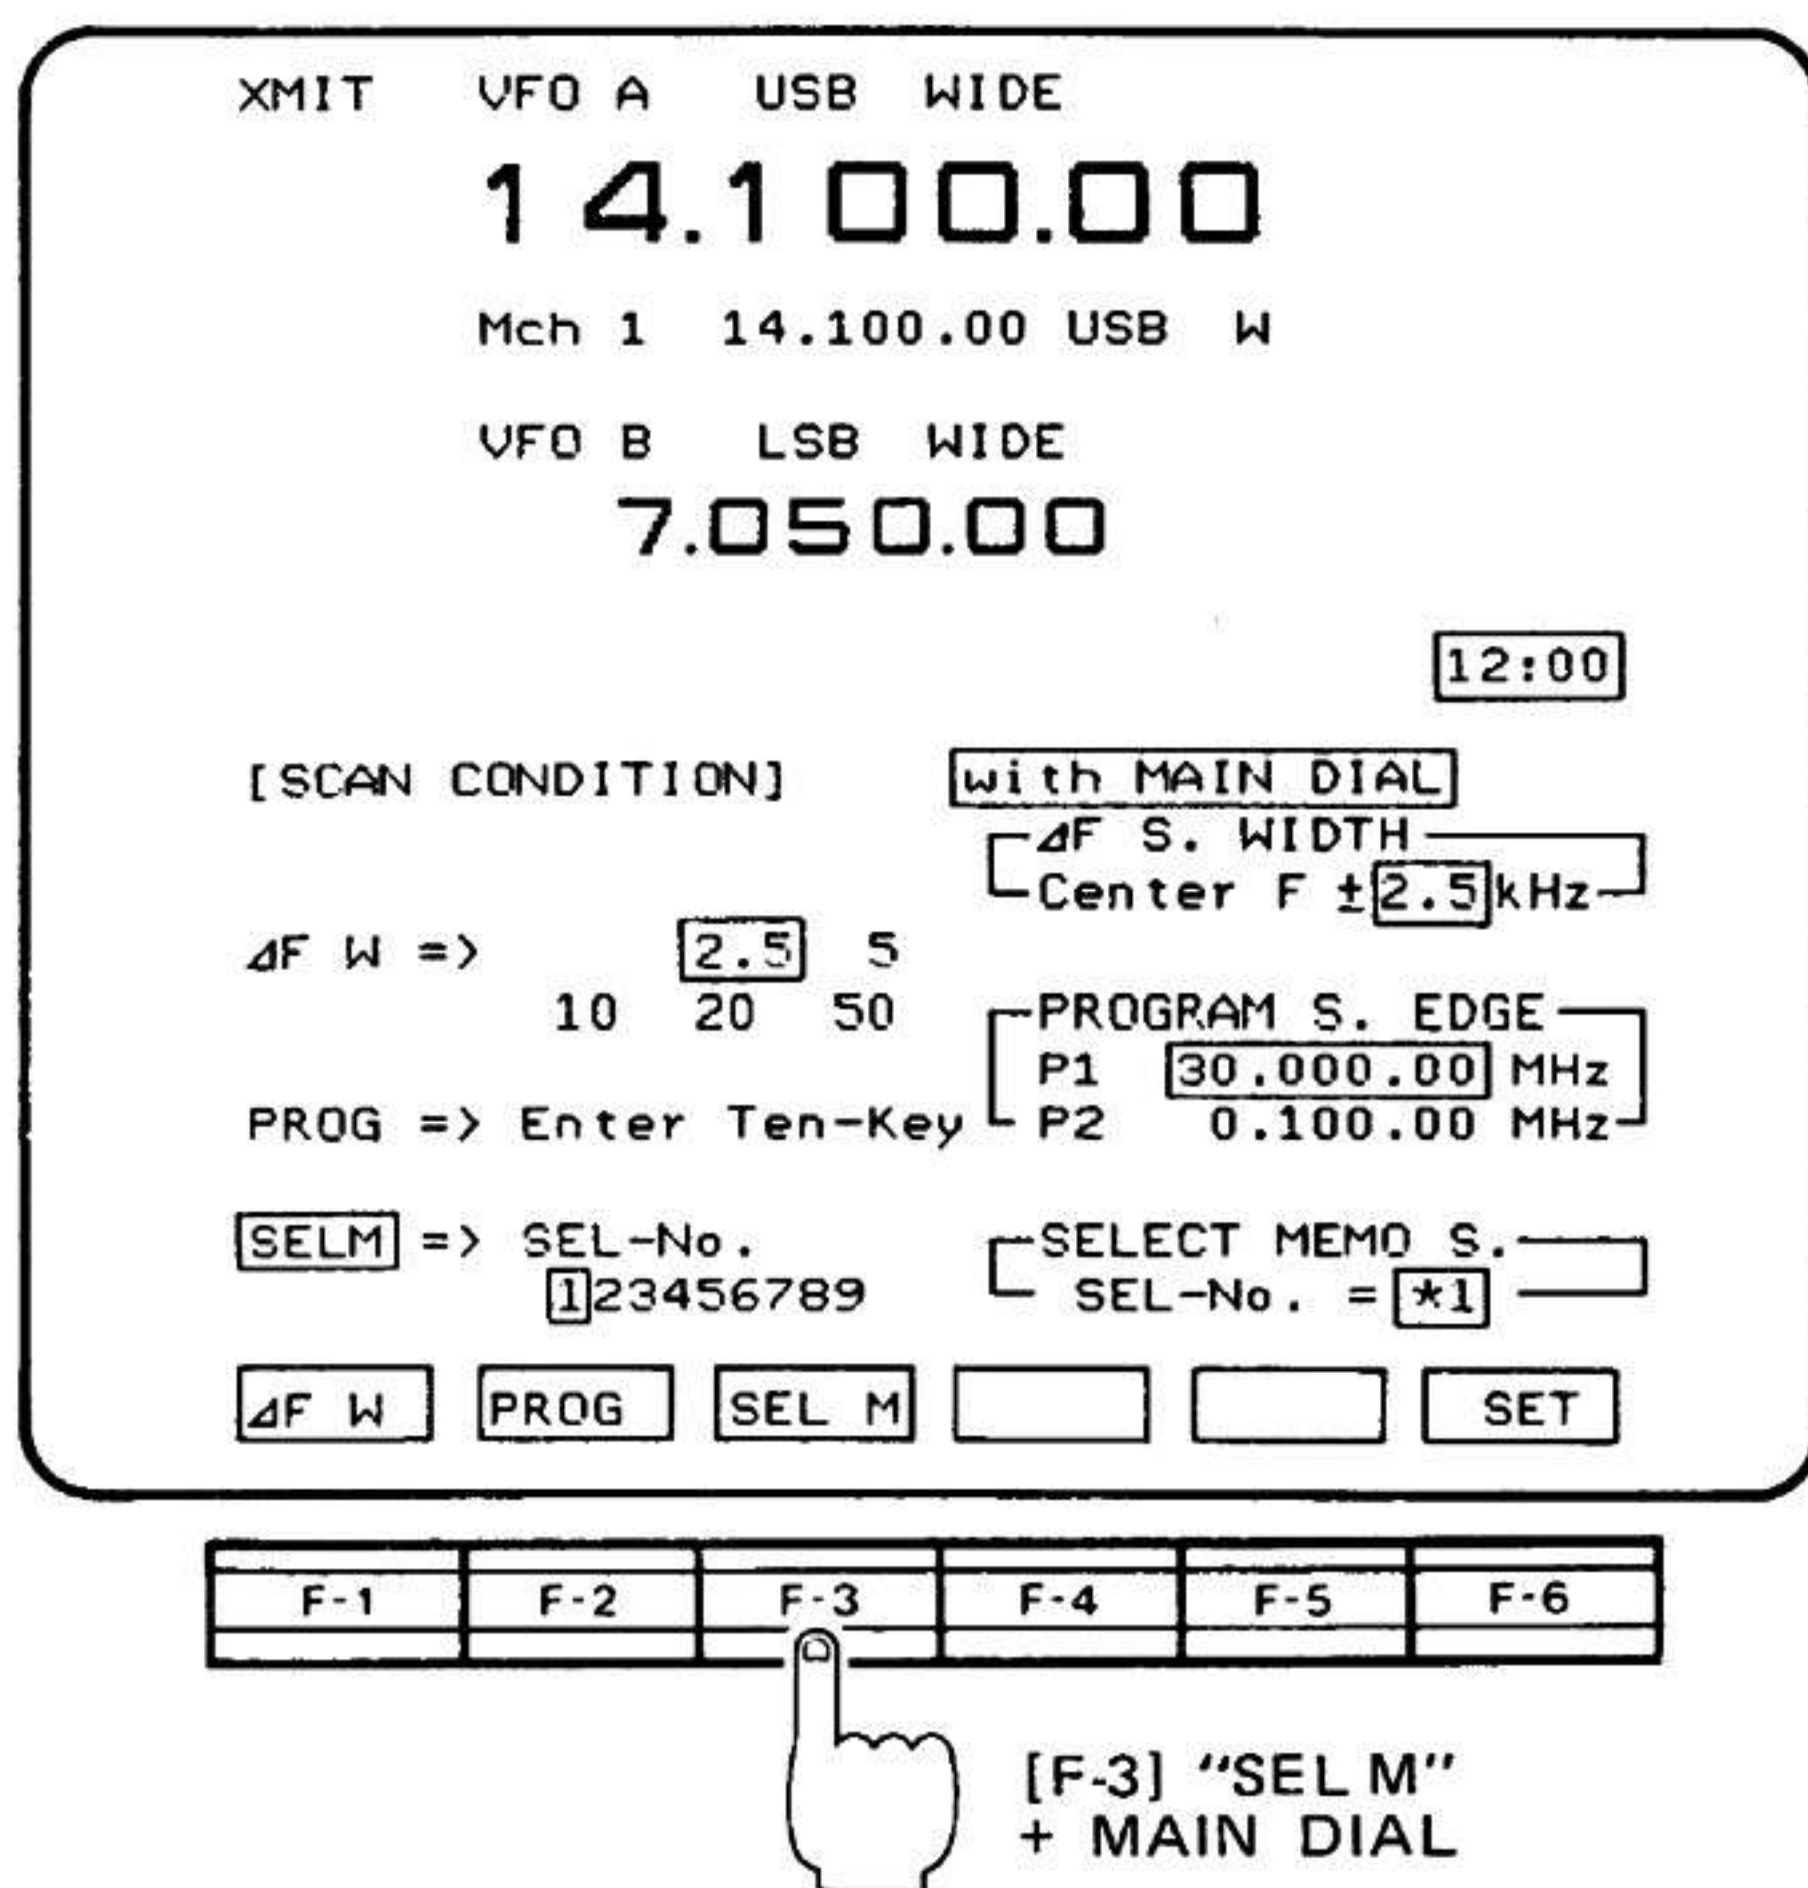 XMIT VFO A USB WIDE
14.100.00
Mch 1 14.100.00 USB W
VFO B LSB WIDE
7.050.00
12:00
[SCAN CONDITION] with MAIN DIAL
⊿F S. WIDTH
Center F ±2.5kHz
⊿F W => 2.5 5
10 20 50
PROGRAM S. EDGE
P1 30.000.00 MHz
PROG => Enter Ten-Key
P2 0.100.00 MHz
SELM => SEL-No.
123456789
SELECT MEMO S.
SEL-No. = *1
⊿F W PROG SEL M SET
F-1 F-2 F-3 F-4 F-5 F-6
[F-3] "SEL M"
+ MAIN DIAL